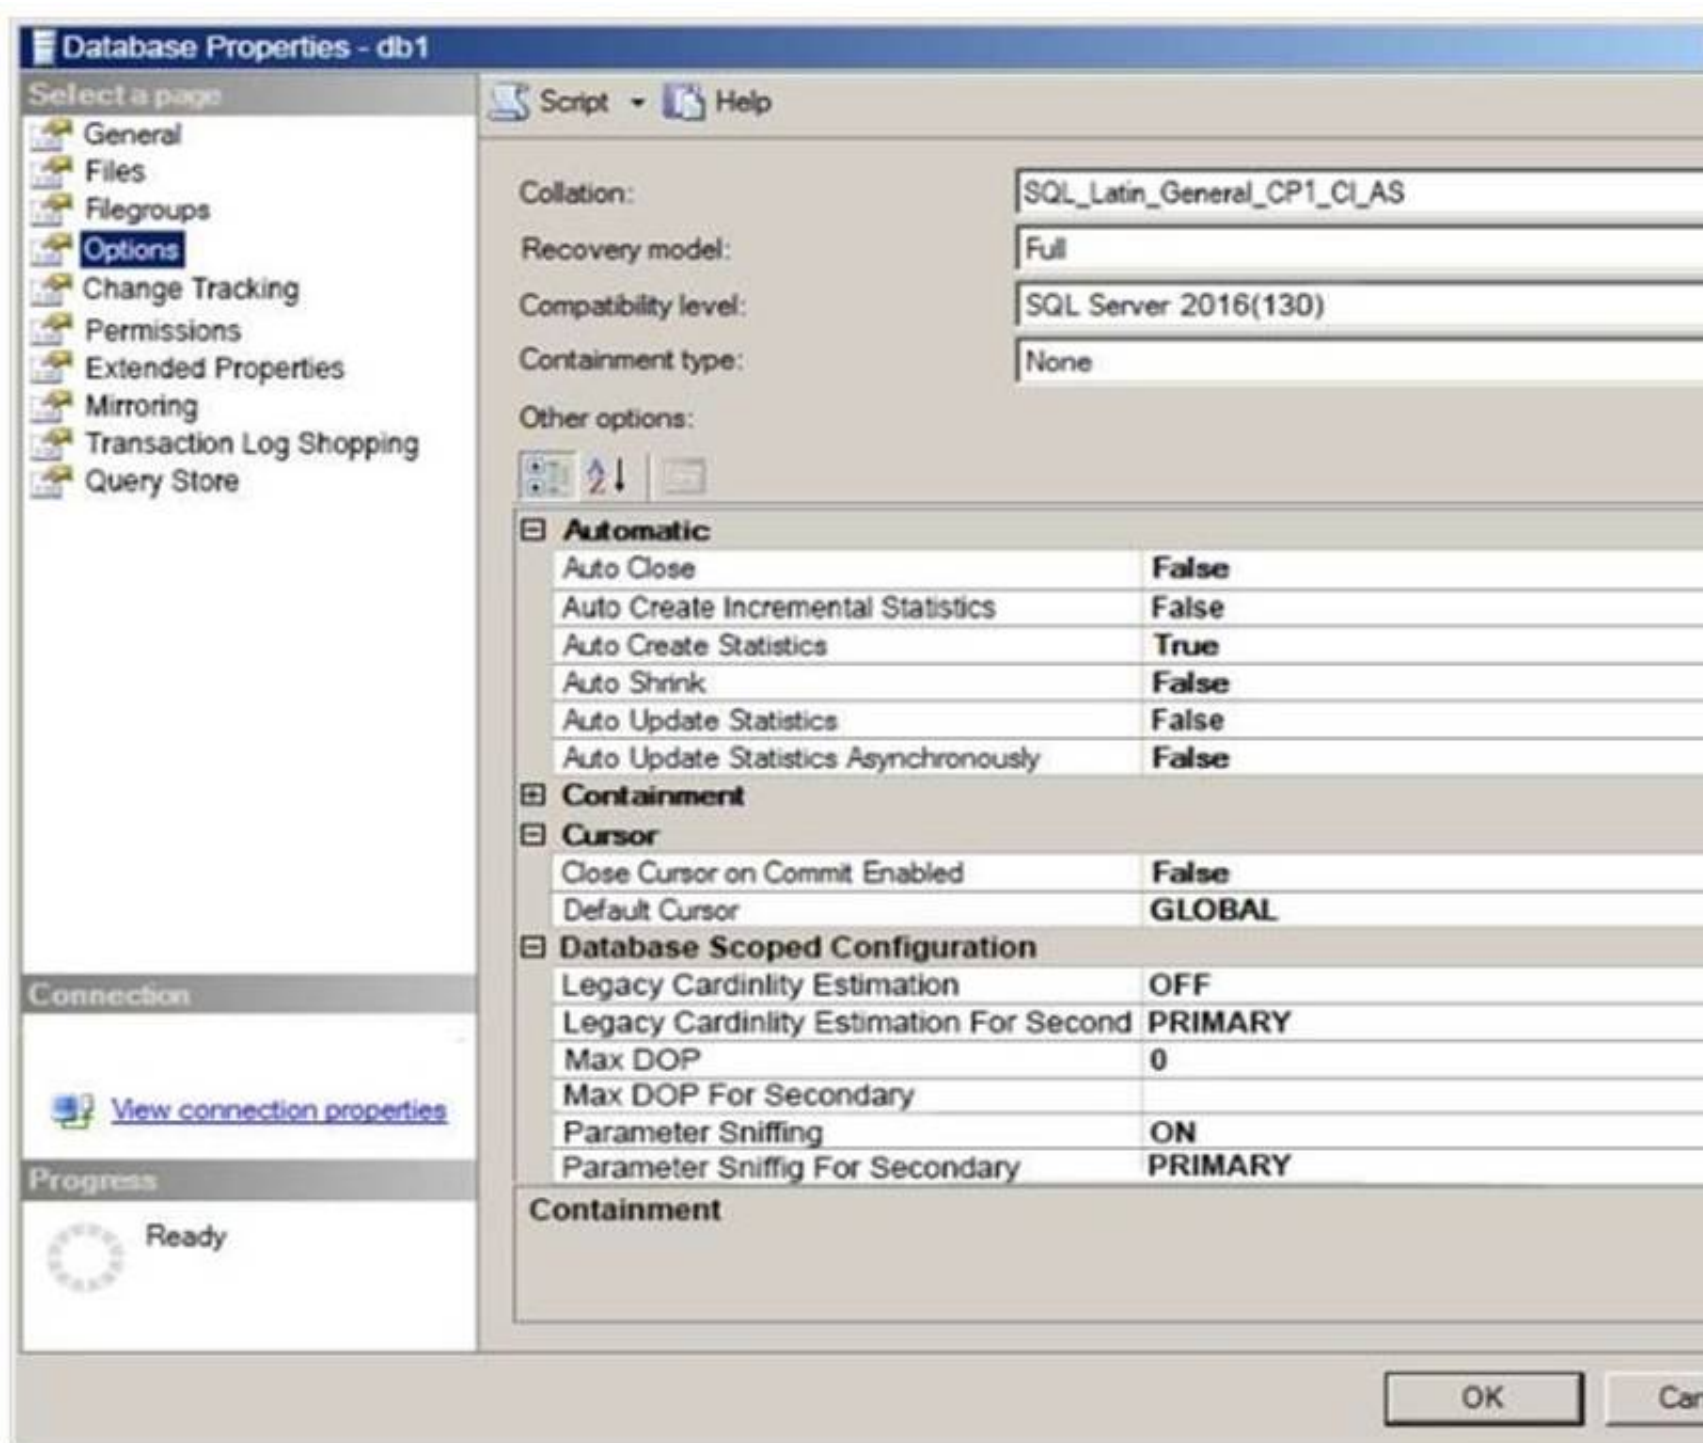 Database Properties - db1
Select a page
General
Files
Filegroups
Options
Change Tracking
Permissions
Extended Properties
Mirroring
Transaction Log Shopping
Query Store
Connection
View connection properties
Progress
Ready
Script
Help
Collation: SQL_Latin_General_CP1_CI_AS
Recovery model: Full
Compatibility level: SQL Server 2016(130)
Containment type: None
Other options:
Automatic
Auto Close False
Auto Create Incremental Statistics False
Auto Create Statistics True
Auto Shrink False
Auto Update Statistics False
Auto Update Statistics Asynchronously False
Containment
Cursor
Close Cursor on Commit Enabled False
Default Cursor GLOBAL
Database Scoped Configuration
Legacy Cardinlity Estimation OFF
Legacy Cardinlity Estimation For Second PRIMARY
Max DOP 0
Max DOP For Secondary
Parameter Sniffing ON
Parameter Sniffig For Secondary PRIMARY
Containment
OK
Can